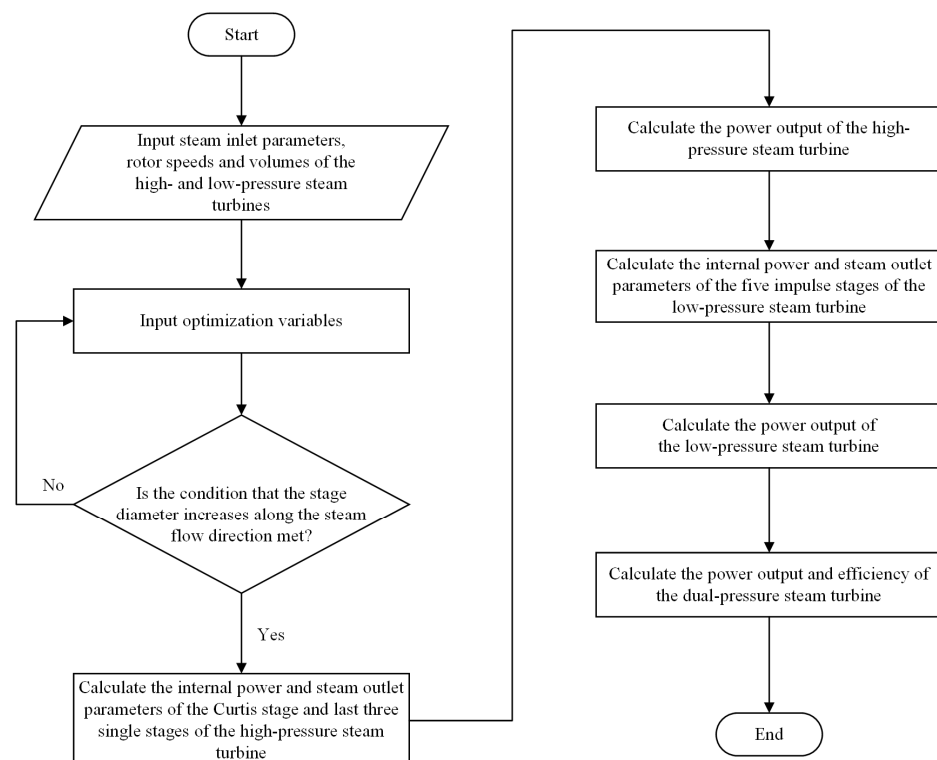 Start
Input steam inlet parameters,
rotor speeds and volumes of the
high- and low-pressure steam
turbines
Input optimization variables
No
Is the condition that the stage
diameter increases along the steam
flow direction met?
Yes
Calculate the internal power and steam outlet
parameters of the Curtis stage and last three
single stages of the high-pressure steam
turbine
Calculate the power output of the high-
pressure steam turbine
Calculate the internal power and steam outlet
parameters of the five impulse stages of the
low-pressure steam turbine
Calculate the power output of
the low-pressure steam turbine
Calculate the power output and efficiency of
the dual-pressure steam turbine
End